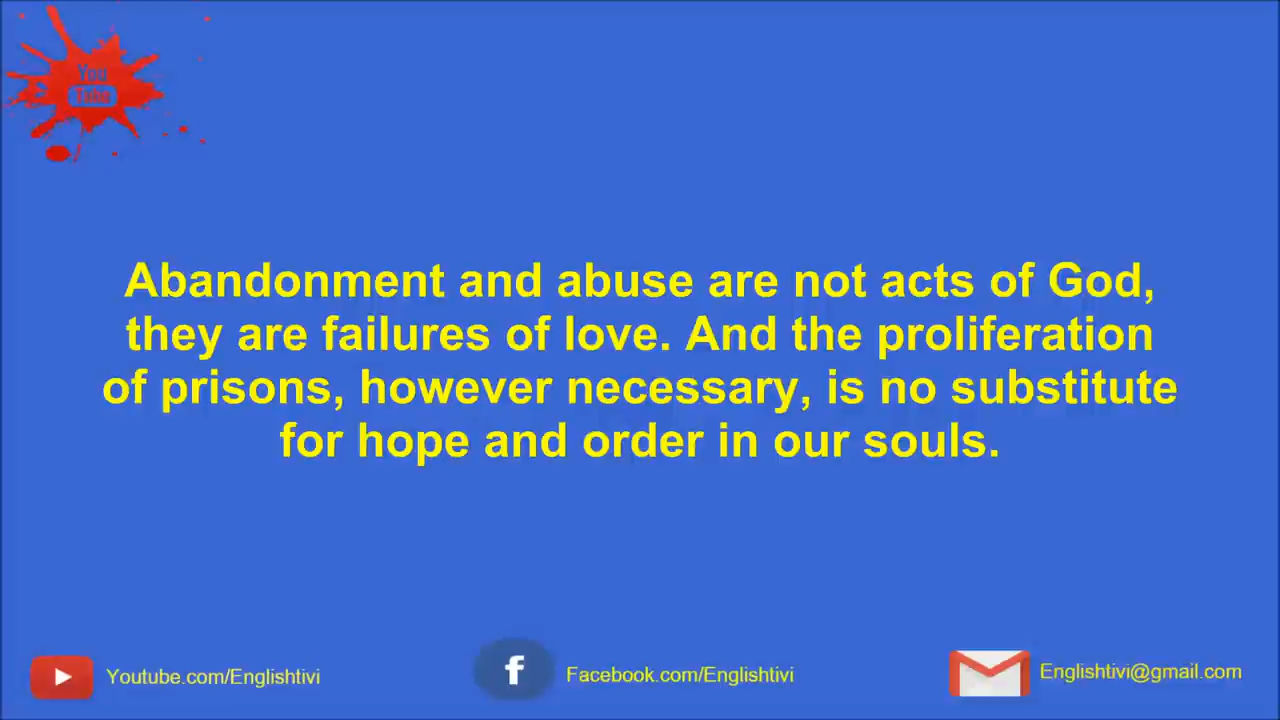 You
Tube
Abandonment and abuse are not acts of God,
they are failures of love. And the proliferation
of prisons, however necessary, is no substitute
for hope and order in our souls.
Youtube.com/Englishtivi
f
Facebook.com/Englishtivi
Englishtivi@gmail.com